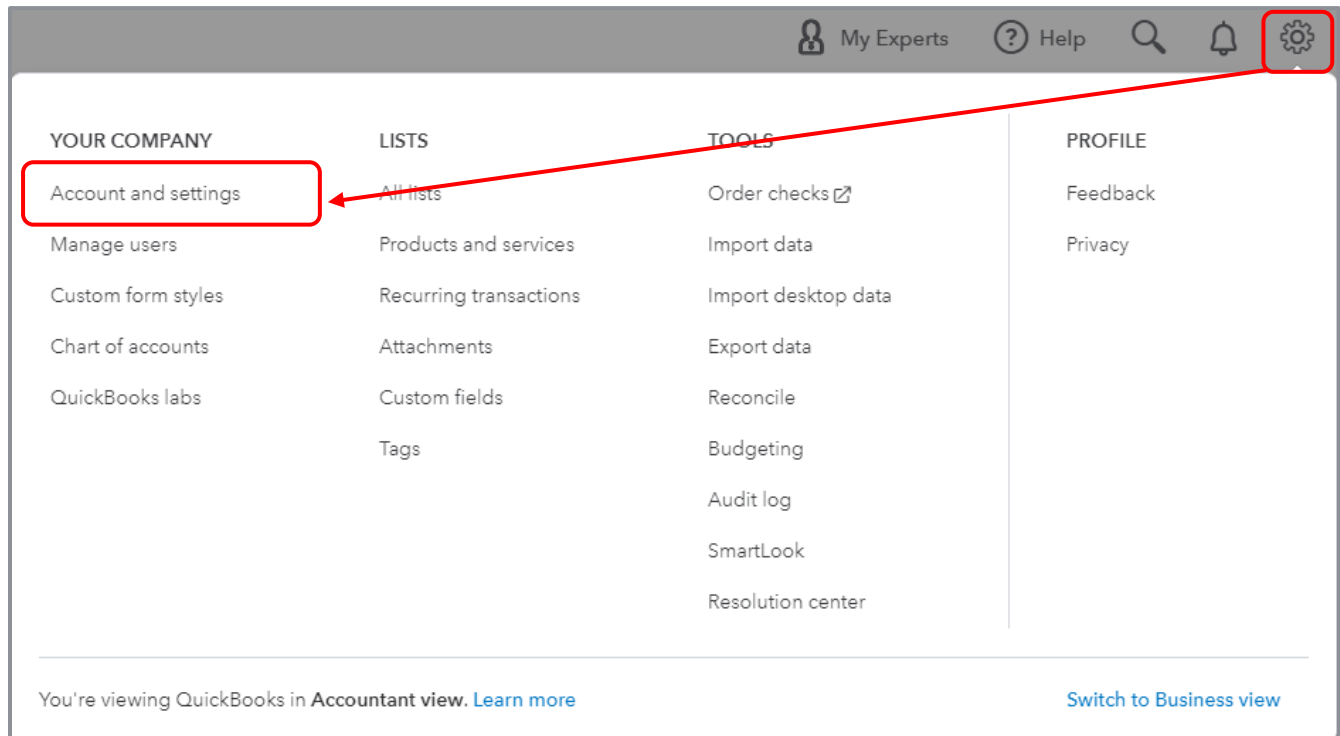 My Experts
Help
YOUR COMPANY
Account and settings
Manage users
Custom form styles
Chart of accounts
QuickBooks labs
LISTS
All lists
Products and services
Recurring transactions
Attachments
Custom fields
Tags
TOOLS
Order checks
Import data
Import desktop data
Export data
Reconcile
Budgeting
Audit log
SmartLook
Resolution center
PROFILE
Feedback
Privacy
You're viewing QuickBooks in Accountant view. Learn more
Switch to Business view